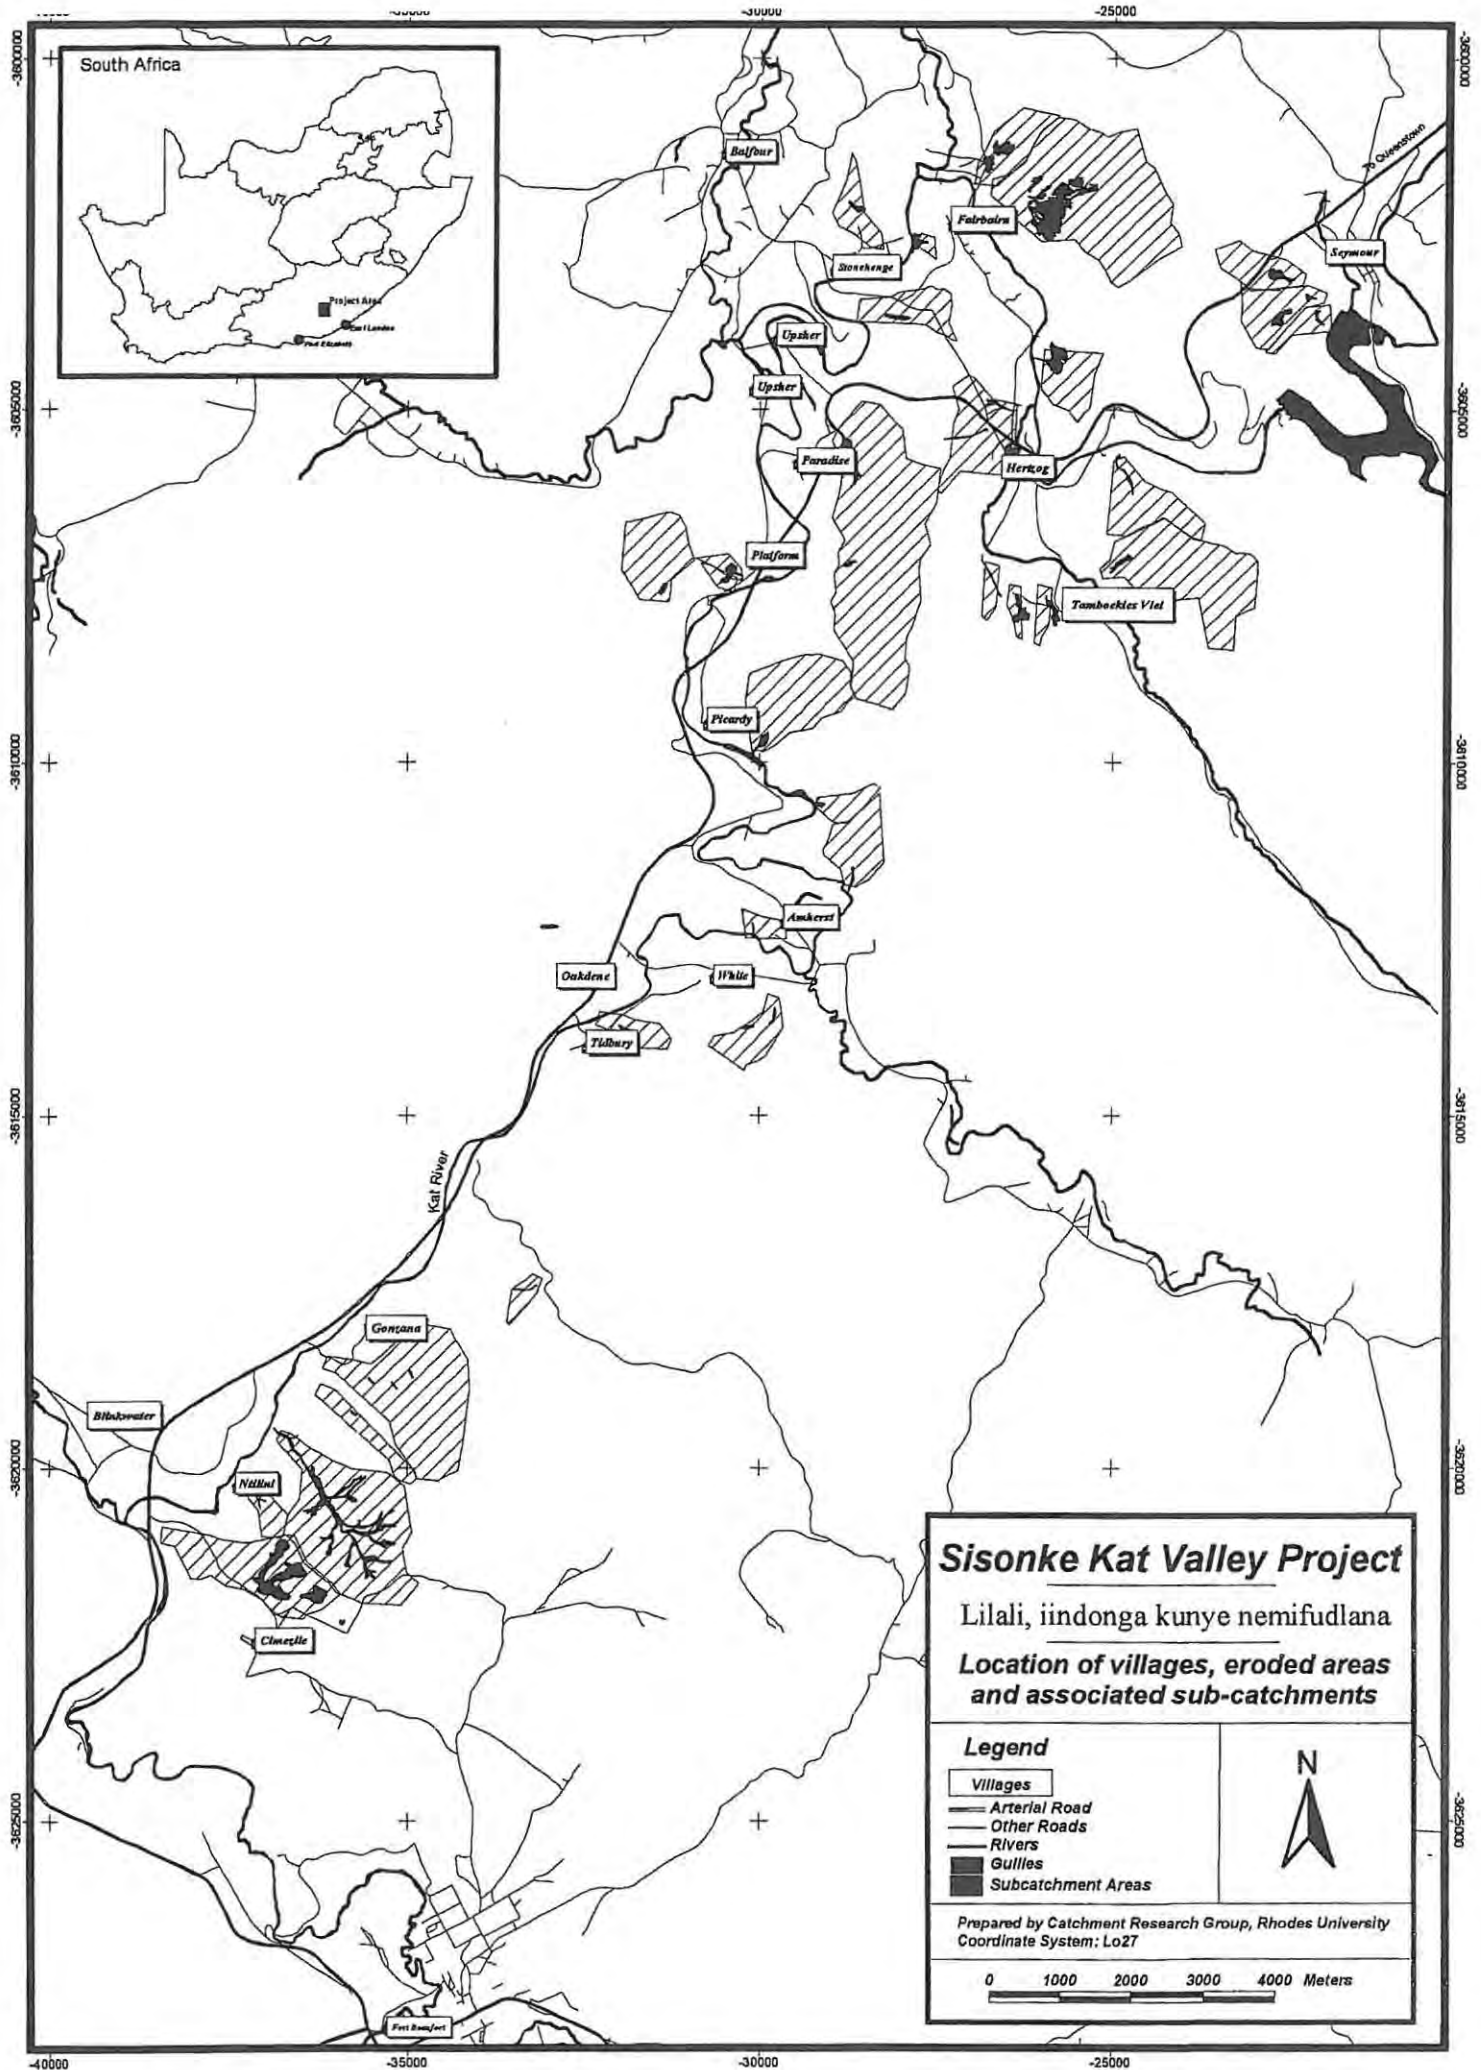 -30000
-25000
-3600000
-3600000
South Africa
Project Area
East London
Port Elizabeth
To Queenstown
Balfour
Fairbairn
Seymour
Stonehenge
Upsher
Upsher
-3605000
-3605000
Paradise
Hertzog
Platform
Tamboekies Vlei
Picardy
-3610000
-3610000
Amherst
Oakdene
White
Tidbury
-3615000
-3615000
Kat River
Gonzana
Blinkwater
-3620000
-3620000
Ntilini
Cimezile
Sisonke Kat Valley Project
Lilali, iindonga kunye nemifudlana
Location of villages, eroded areas
and associated sub-catchments
Legend
Villages
Arterial Road
Other Roads
Rivers
Gullies
Subcatchment Areas
N
-3625000
-3625000
Prepared by Catchment Research Group, Rhodes University
Coordinate System: Lo27
0 1000 2000 3000 4000 Meters
Fort Beaufort
-40000
-35000
-30000
-25000